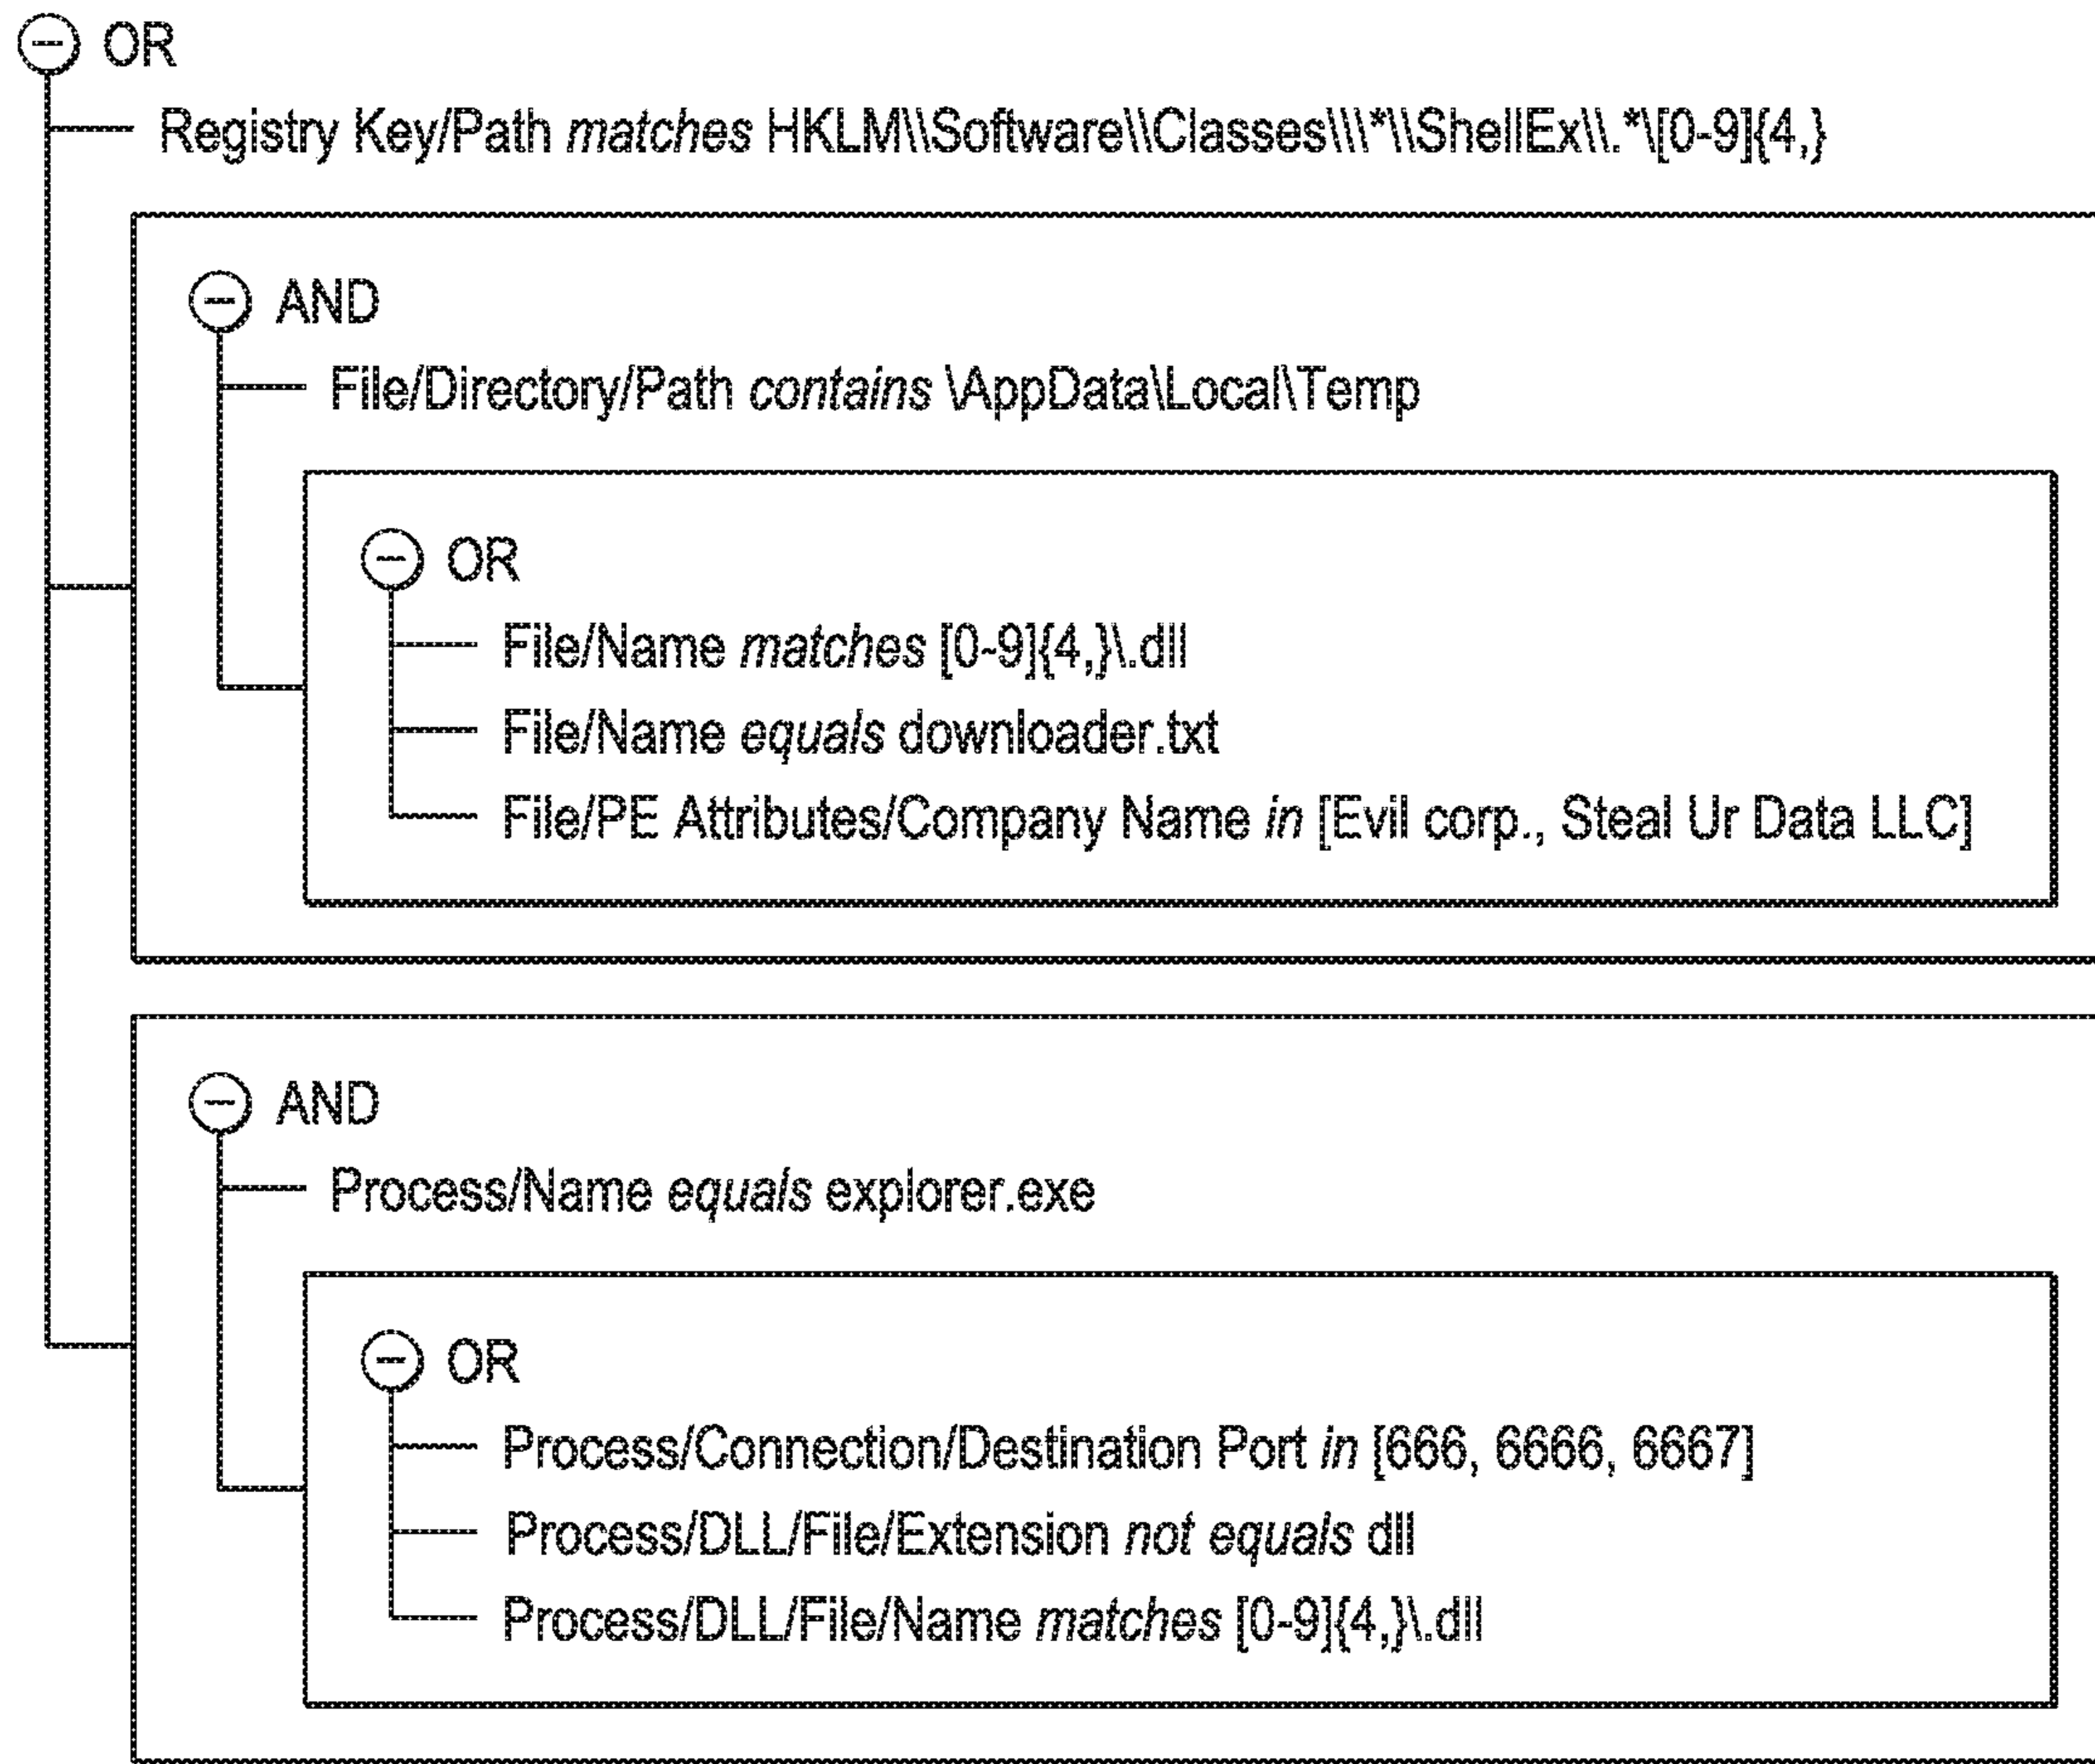 OR
Registry Key/Path matches HKLM\\Software\\Classes\\\*\\ShellEx\\.*\[0-9]{4,}
AND
File/Directory/Path contains \AppData\Local\Temp
OR
File/Name matches [0-9]{4,}\.dll
File/Name equals downloader.txt
File/PE Attributes/Company Name in [Evil corp., Steal Ur Data LLC]
AND
Process/Name equals explorer.exe
OR
Process/Connection/Destination Port in [666, 6666, 6667]
Process/DLL/File/Extension not equals dll
Process/DLL/File/Name matches [0-9]{4,}\.dll